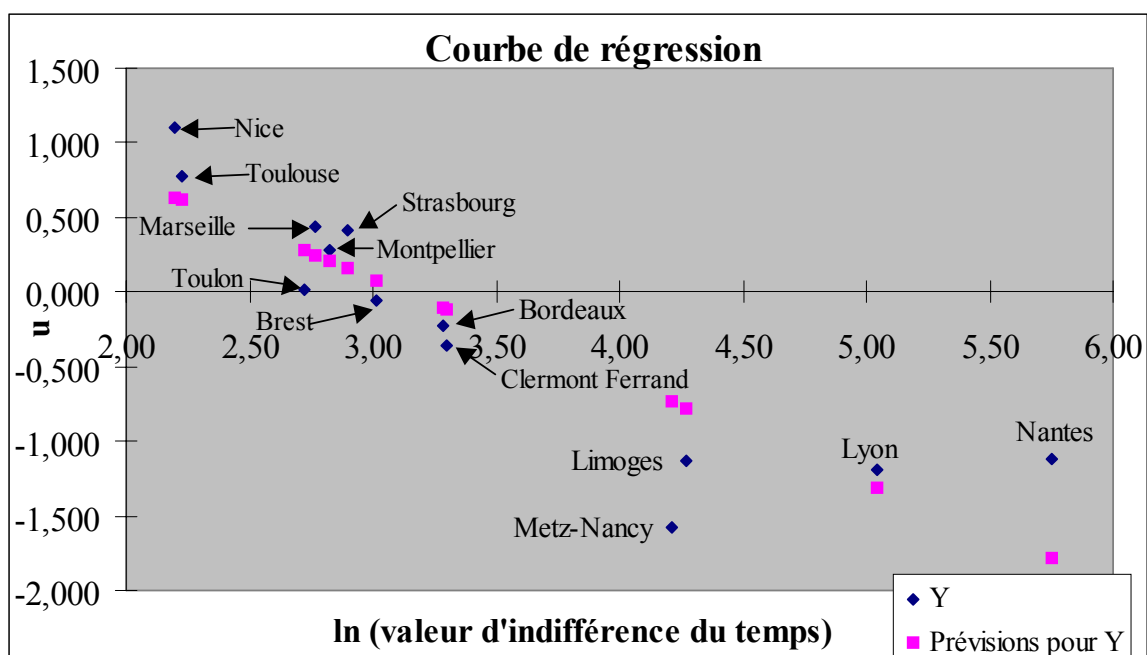 Courbe de régression
1,500
1,000
0,500
0,000
-0,500
-1,000
-1,500
-2,000
u
2,00 2,50 3,00 3,50 4,00 4,50 5,00 5,50 6,00
Nice
Toulouse
Strasbourg
Marseille
Montpellier
Toulon
Brest
Bordeaux
Clermont Ferrand
Limoges
Lyon
Nantes
Metz-Nancy
ln (valeur d'indifférence du temps)
Y
Prévisions pour Y